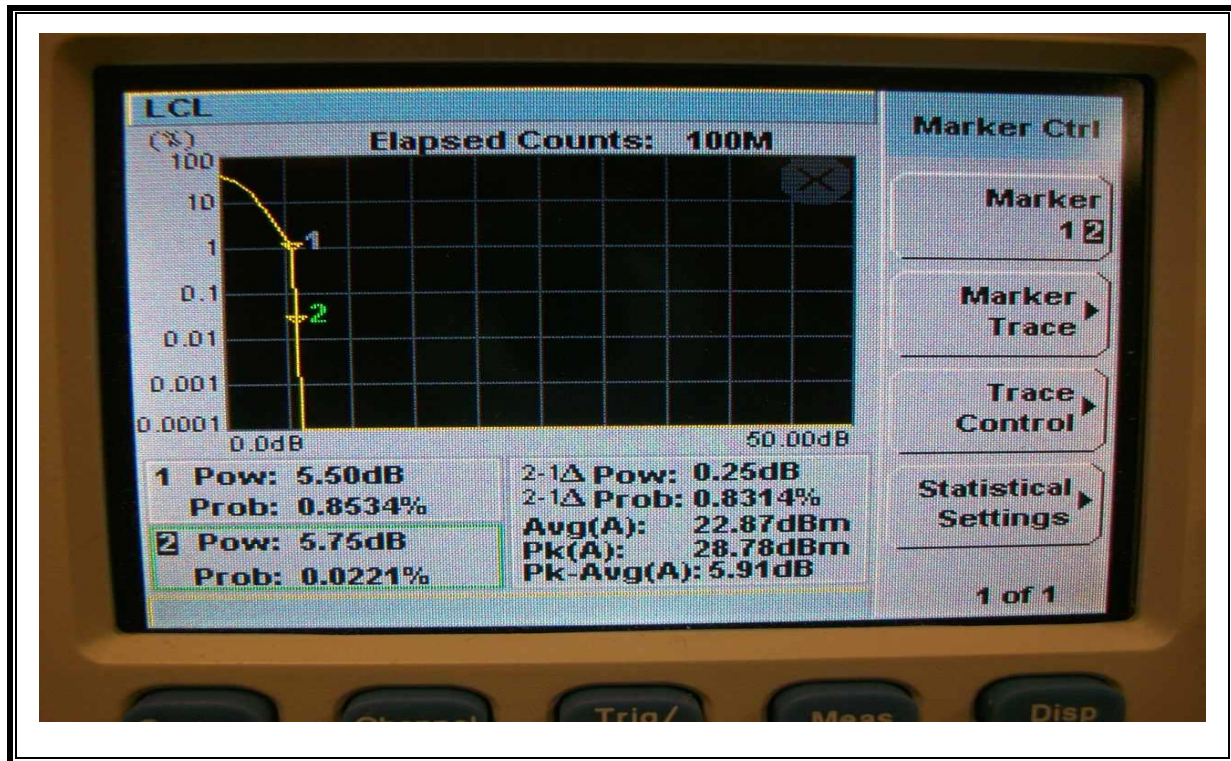 LCL
(%)
Elapsed Counts: 100M
100
10
1
0.1
0.01
0.001
0.0001
1
2
0.0dB
50.00dB
1 Pow: 5.50dB
Prob: 0.8534%
2 Pow: 5.75dB
Prob: 0.0221%
2-1Δ Pow: 0.25dB
2-1Δ Prob: 0.8314%
Avg(A): 22.87dBm
Pk(A): 28.78dBm
Pk-Avg(A): 5.91dB
Marker Ctrl
Marker
1 2
Marker
Trace
Trace
Control
Statistical
Settings
1 of 1
Channel
Trig/
Meas
Disp